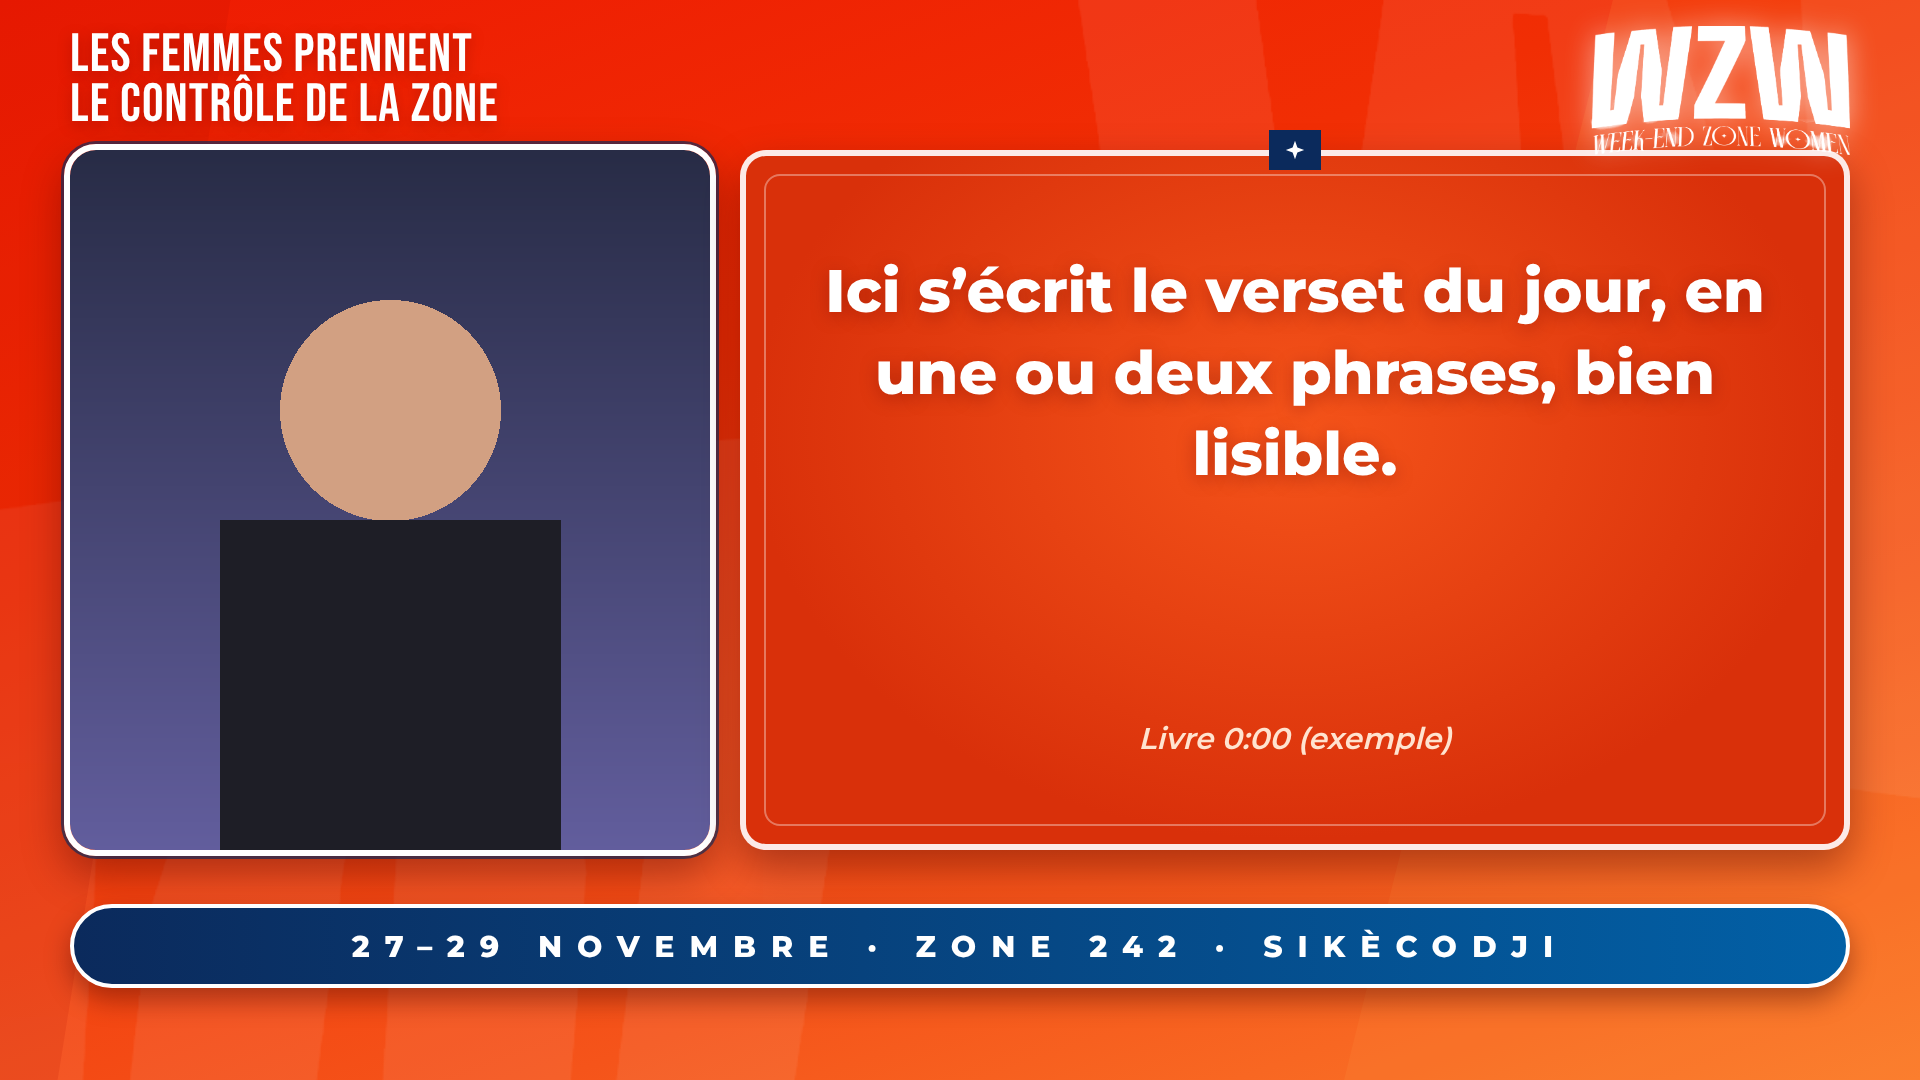 LES FEMMES PRENNENT
LE CONTRÔLE DE LA ZONE
WZW
WEEK-END ZONE WOMEN
Ici s’écrit le verset du jour, en
une ou deux phrases, bien
lisible.
Livre 0:00 (exemple)
27–29 NOVEMBRE · ZONE 242 · SIKÈCODJI